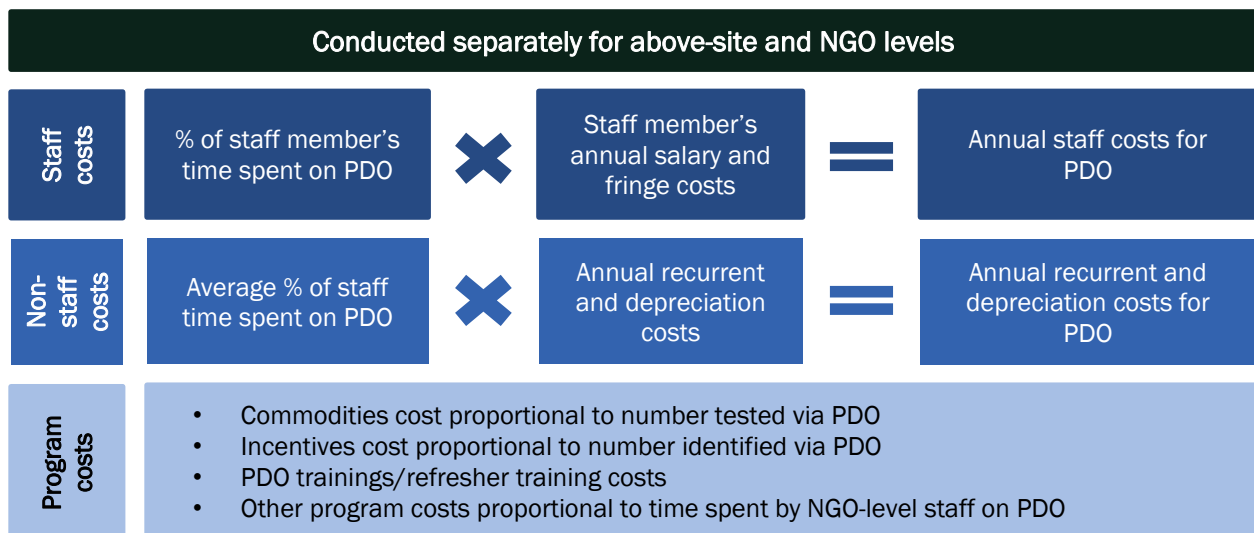 Conducted separately for above-site and NGO levels
Staff
costs
% of staff member’s
time spent on PDO
Staff member’s
annual salary and
fringe costs
Annual staff costs for
PDO
Non-
staff
costs
Average % of staff
time spent on PDO
Annual recurrent
and depreciation
costs
Annual recurrent and
depreciation costs for
PDO
Program
costs
• Commodities cost proportional to number tested via PDO
• Incentives cost proportional to number identified via PDO
• PDO trainings/refresher training costs
• Other program costs proportional to time spent by NGO-level staff on PDO